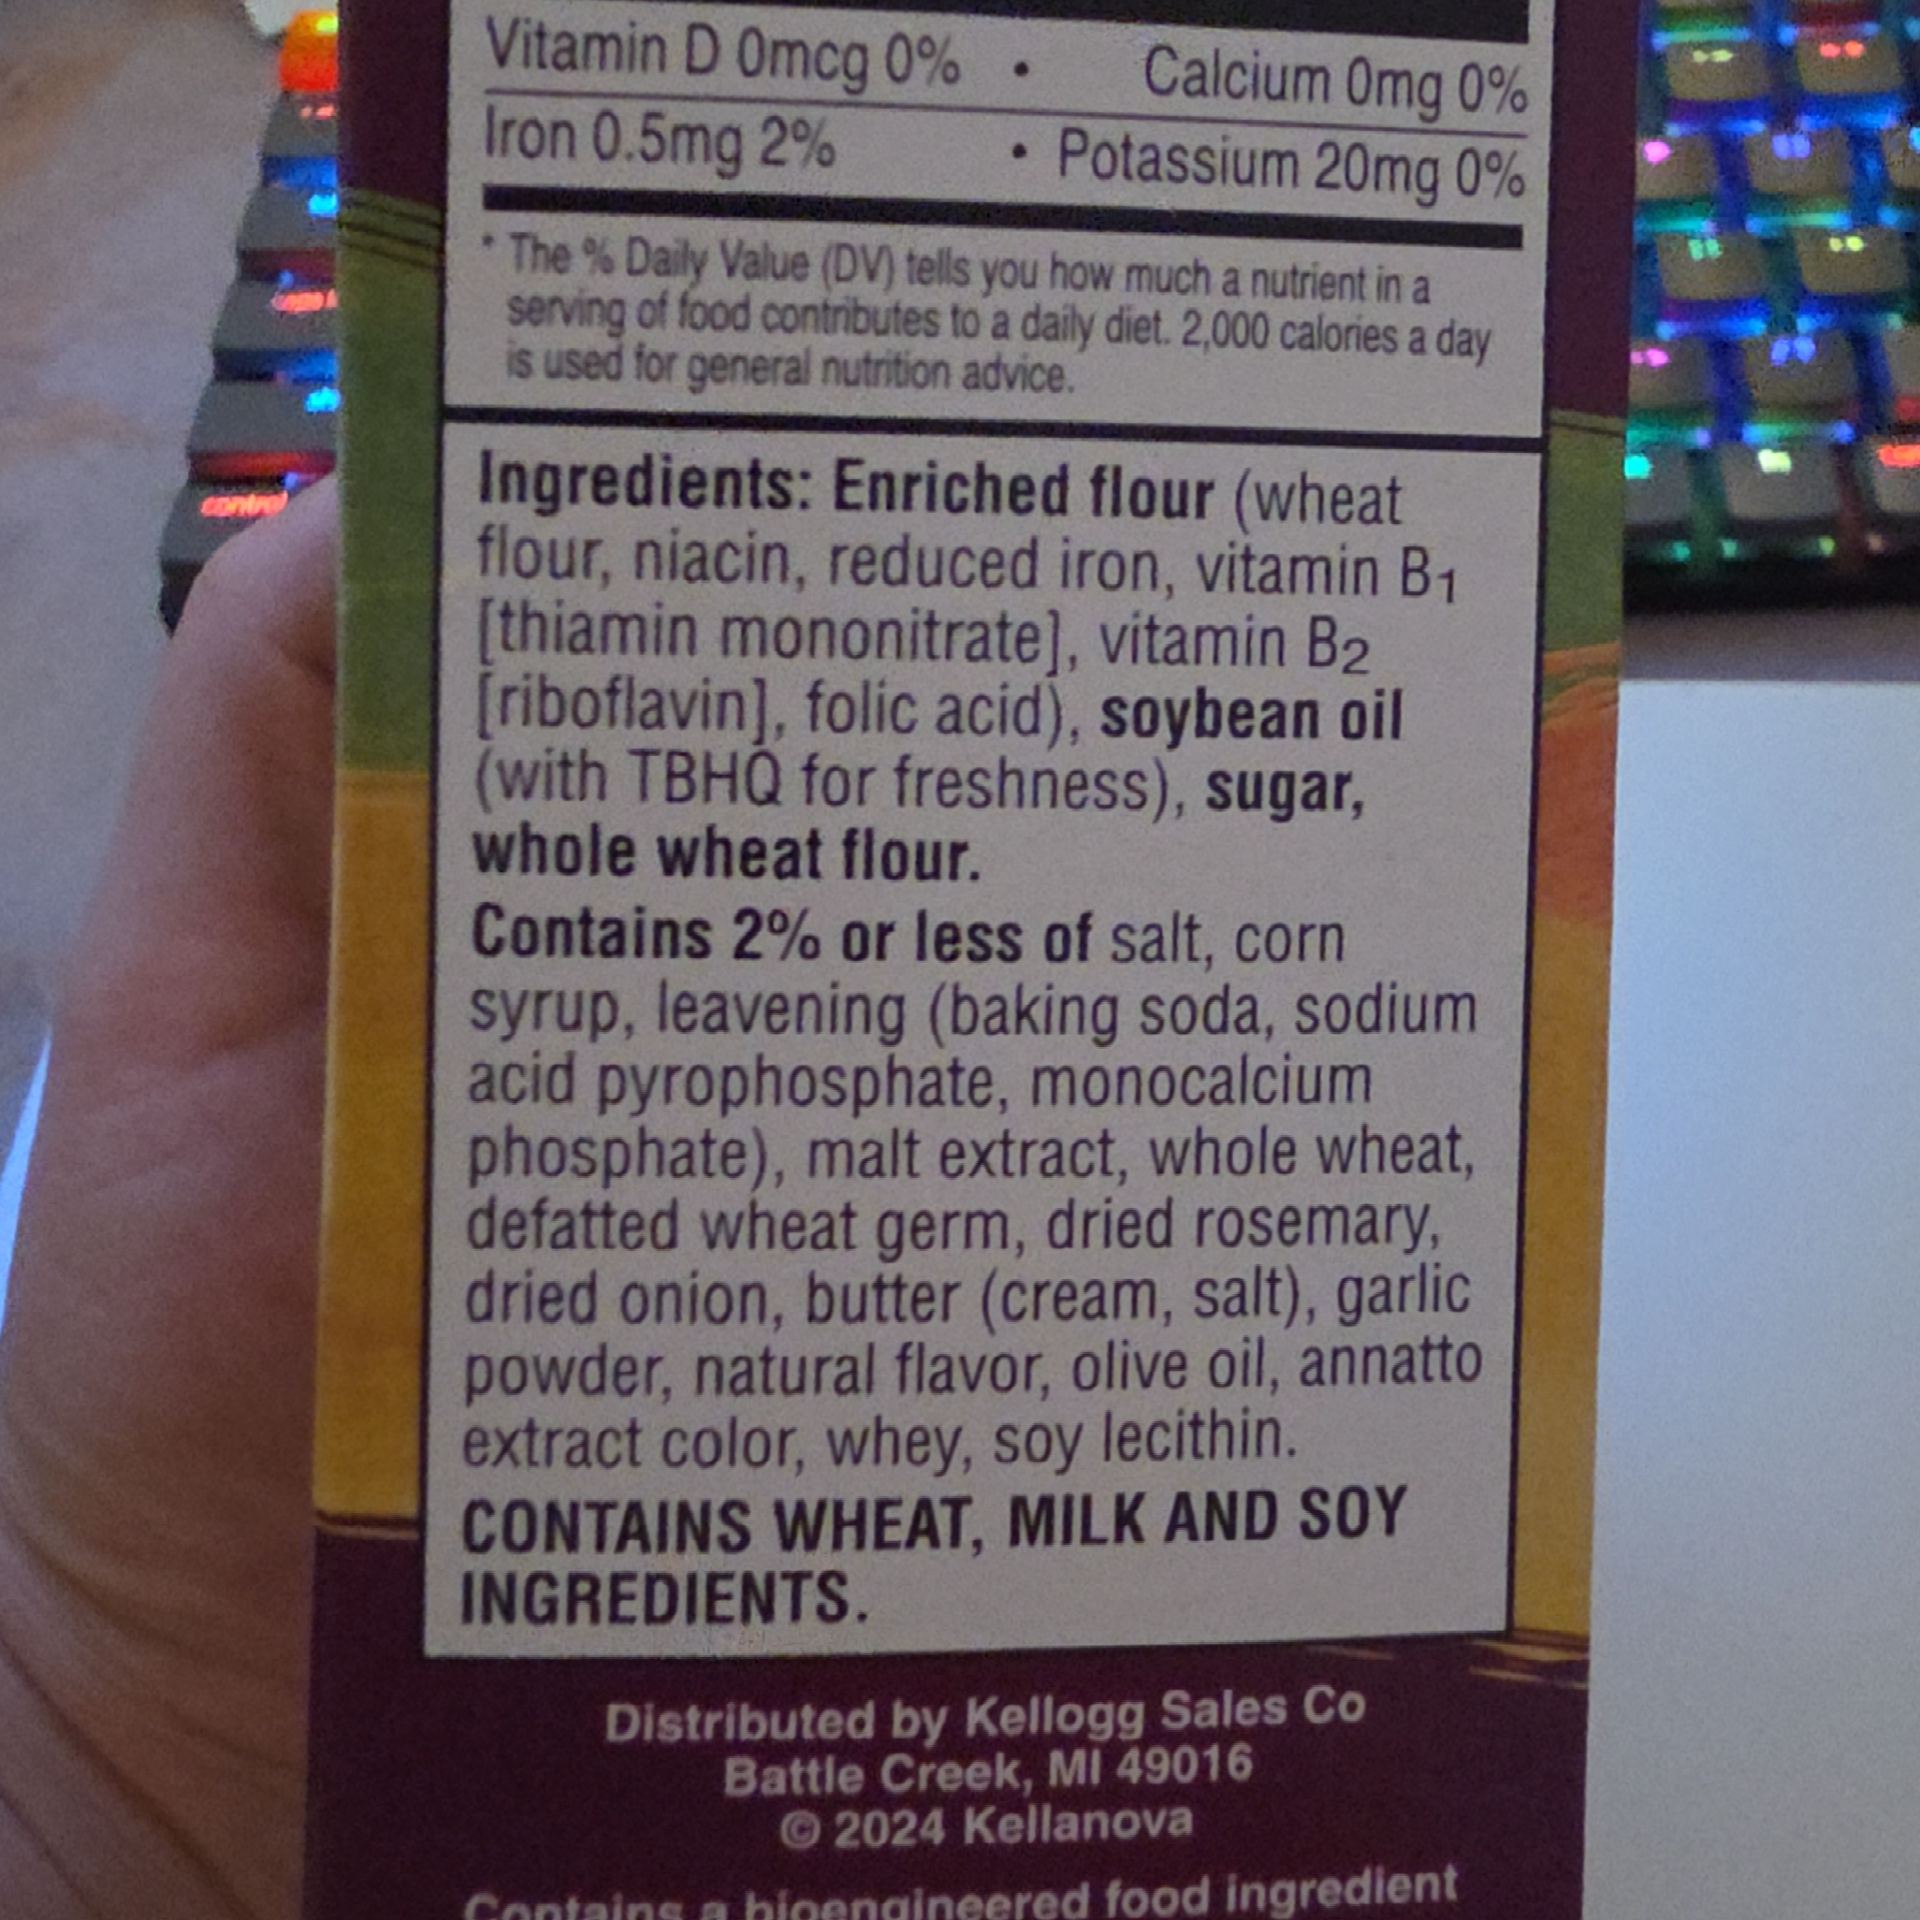 Vitamin D 0mcg 0% • Calcium 0mg 0%
Iron 0.5mg 2% • Potassium 20mg 0%
* The % Daily Value (DV) tells you how much a nutrient in a
serving of food contributes to a daily diet. 2,000 calories a day
is used for general nutrition advice.
Ingredients: Enriched flour (wheat
flour, niacin, reduced iron, vitamin B1
[thiamin mononitrate], vitamin B2
[riboflavin], folic acid), soybean oil
(with TBHQ for freshness), sugar,
whole wheat flour.
Contains 2% or less of salt, corn
syrup, leavening (baking soda, sodium
acid pyrophosphate, monocalcium
phosphate), malt extract, whole wheat,
defatted wheat germ, dried rosemary,
dried onion, butter (cream, salt), garlic
powder, natural flavor, olive oil, annatto
extract color, whey, soy lecithin.
CONTAINS WHEAT, MILK AND SOY
INGREDIENTS.
Distributed by Kellogg Sales Co
Battle Creek, MI 49016
© 2024 Kellanova
Contains a bioengineered food ingredient
control